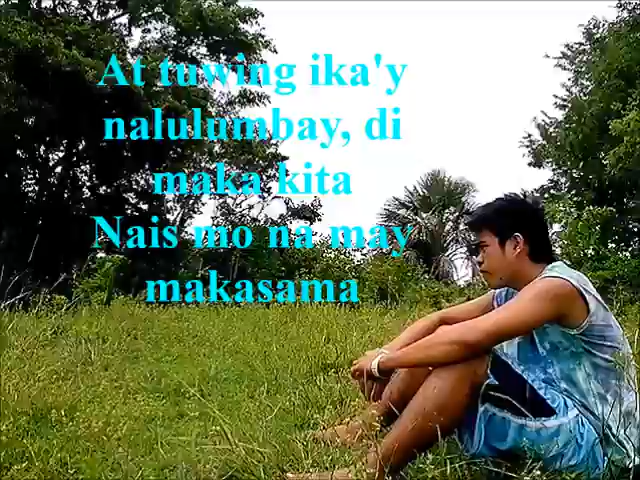 At tuwing ika'y
nalulumbay, di
maka kita
Nais mo na may
makasama